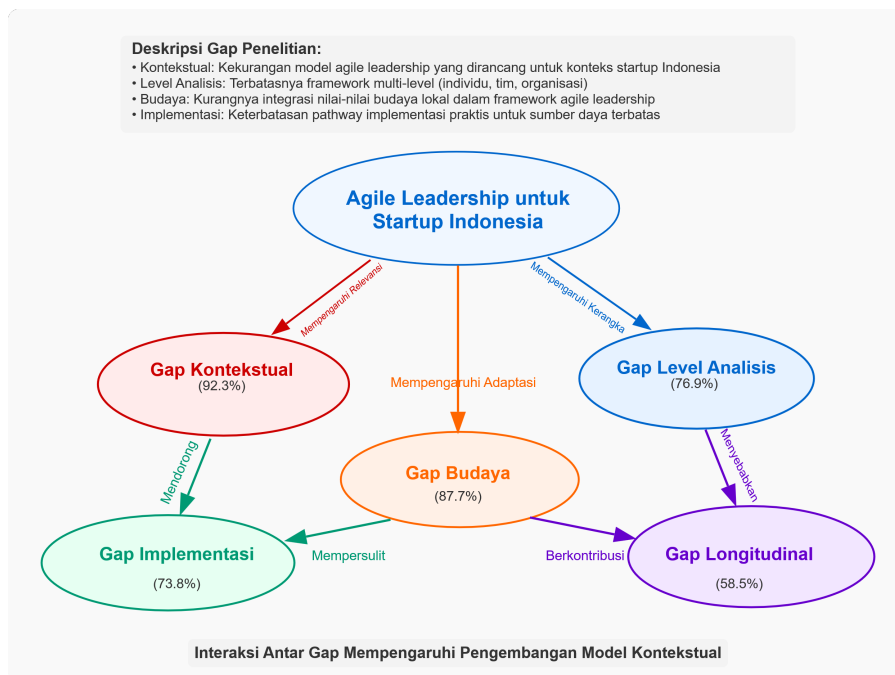 Deskripsi Gap Penelitian:
• Kontekstual: Kekurangan model agile leadership yang dirancang untuk konteks startup Indonesia
• Level Analisis: Terbatasnya framework multi-level (individu, tim, organisasi)
• Budaya: Kurangnya integrasi nilai-nilai budaya lokal dalam framework agile leadership
• Implementasi: Keterbatasan pathway implementasi praktis untuk sumber daya terbatas
Agile Leadership untuk
Startup Indonesia
Mempengaruhi Relevansi
Mempengaruhi Kerangka
Gap Kontekstual
(92.3%)
Mempengaruhi Adaptasi
Gap Level Analisis
(76.9%)
Mendorong
Gap Budaya
(87.7%)
Menyebabkan
Gap Implementasi
(73.8%)
Mempersulit
Berkontribusi
Gap Longitudinal
(58.5%)
Interaksi Antar Gap Mempengaruhi Pengembangan Model Kontekstual